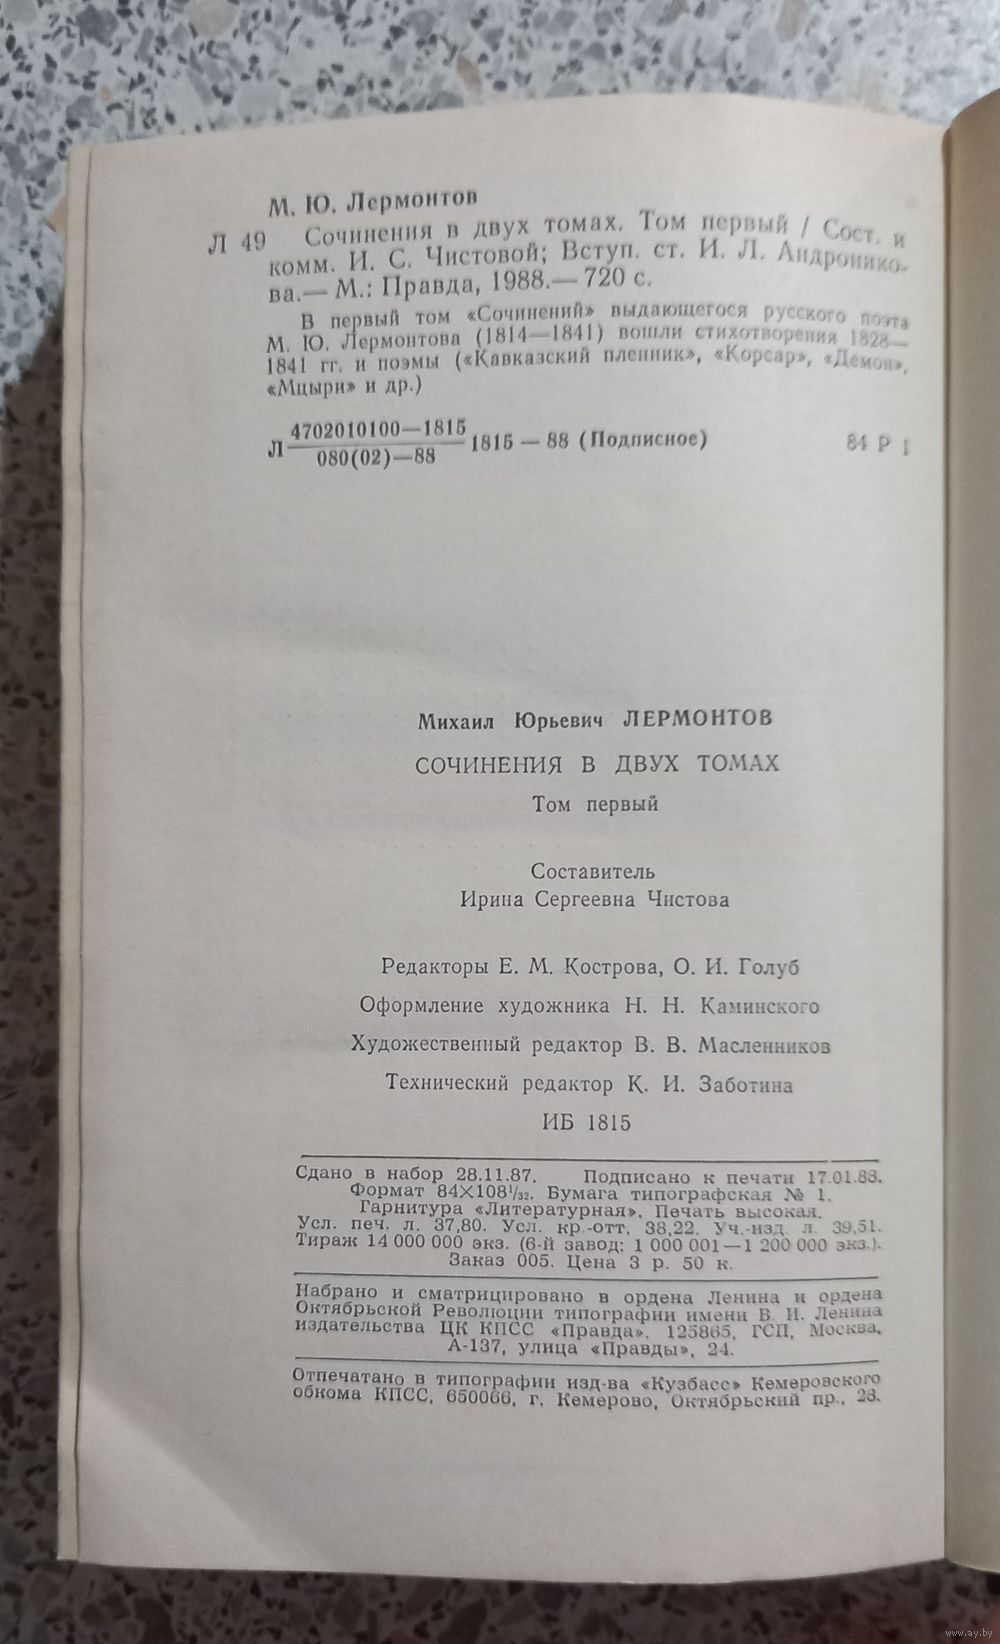 М. Ю. Лермонтов
Л 49 Сочинения в двух томах. Том первый / Сост. и
комм. И. С. Чистовой; Вступ. ст. И. Л. Андронико-
ва.— М.: Правда, 1988.— 720 с.
В первый том «Сочинений» выдающегося русского поэта
М. Ю. Лермонтова (1814—1841) вошли стихотворения 1828—
1841 гг. и поэмы («Кавказский пленник», «Корсар», «Демон»,
«Мцыри» и др.)
4702010100—1815
Л 1815 — 88 (Подписное) 84 Р 1
080(02)—88
Михаил Юрьевич ЛЕРМОНТОВ
СОЧИНЕНИЯ В ДВУХ ТОМАХ
Том первый
Составитель
Ирина Сергеевна Чистова
Редакторы Е. М. Кострова, О. И. Голуб
Оформление художника Н. Н. Каминского
Художественный редактор В. В. Масленников
Технический редактор К. И. Заботина
ИБ 1815
Сдано в набор 28.11.87. Подписано к печати 17.01.88.
Формат 84×108¹/₃₂. Бумага типографская № 1.
Гарнитура «Литературная». Печать высокая.
Усл. печ. л. 37,80. Усл. кр.-отт. 38,22. Уч.-изд. л. 39,51.
Тираж 14 000 000 экз. (6-й завод: 1 000 001—1 200 000 экз.).
Заказ 005. Цена 3 р. 50 к.
Набрано и сматрицировано в ордена Ленина и ордена
Октябрьской Революции типографии имени В. И. Ленина
издательства ЦК КПСС «Правда». 125865, ГСП, Москва,
А-137, улица «Правды», 24.
Отпечатано в типографии изд-ва «Кузбасс» Кемеровского
обкома КПСС, 650066, г. Кемерово, Октябрьский пр., 28.
www.ay.by